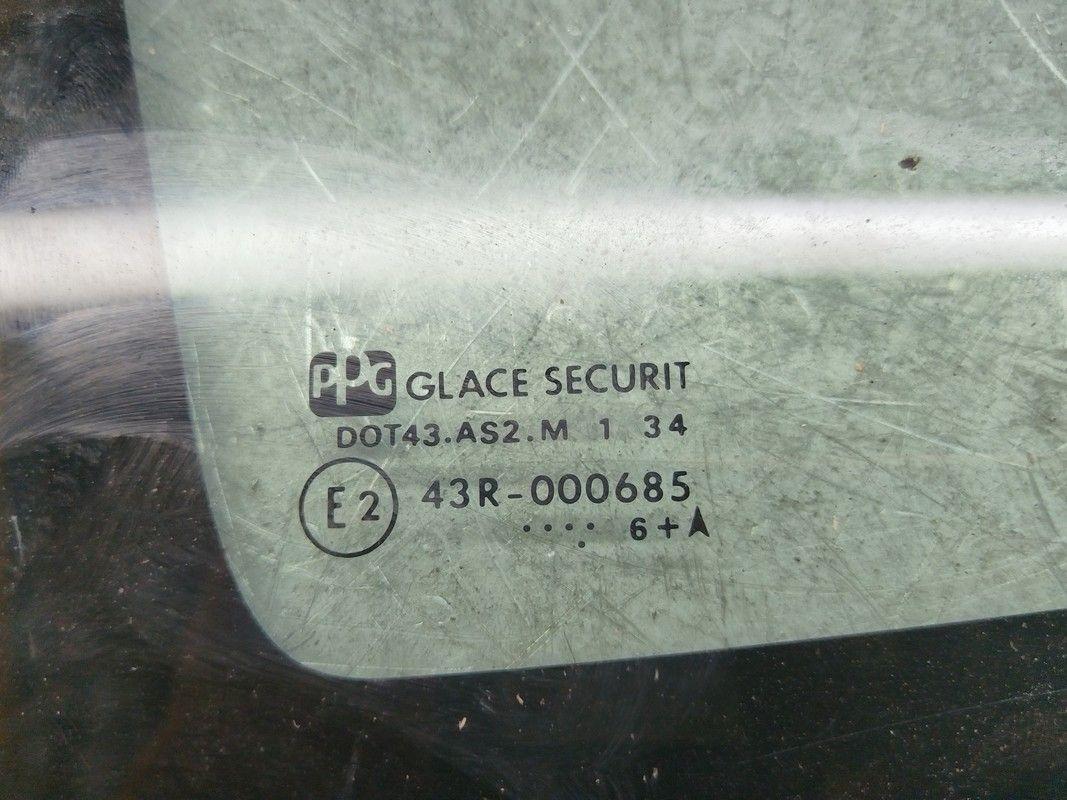 PPG GLACE SECURIT
DOT43.AS2.M 1 34
E2 43R-000685
..... 6+A